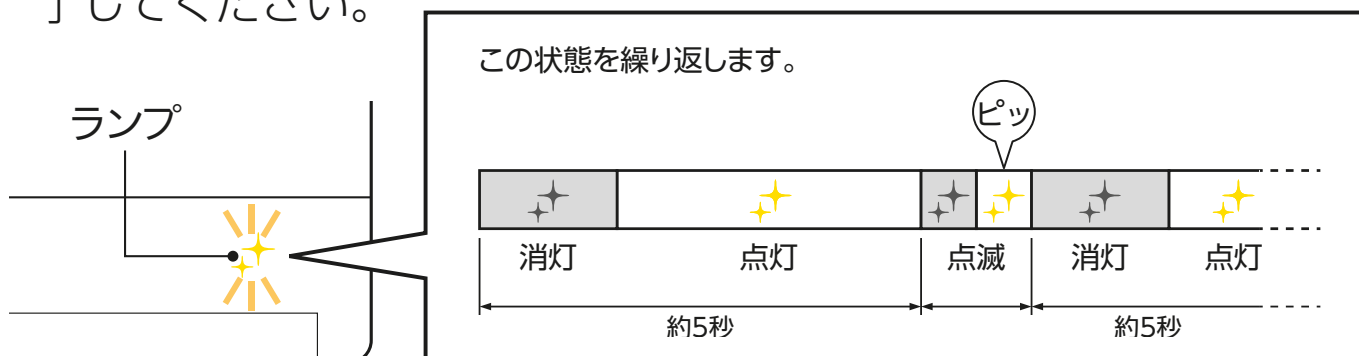 了してください。
この状態を繰り返します。
ランプ
ピッ
消灯 点灯 点滅 消灯 点灯
約5秒 約5秒